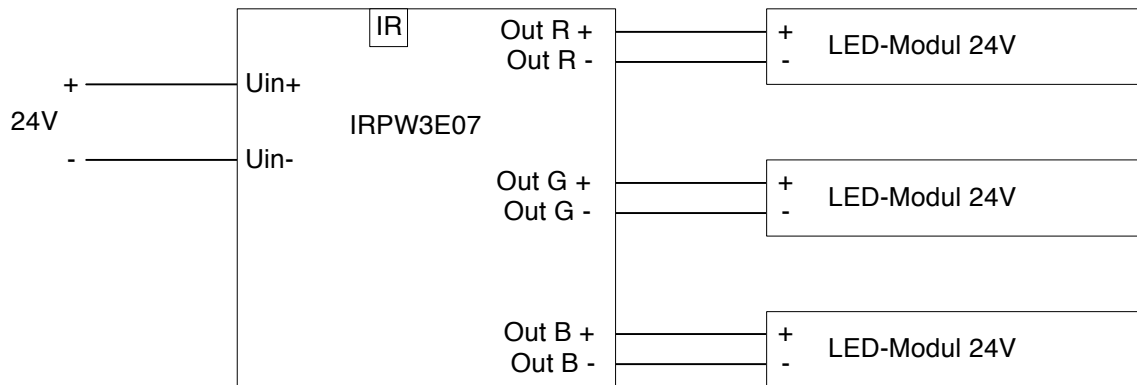 IR
Out R +
Out R -
+
-
LED-Modul 24V
+
24V
-
Uin+
Uin-
IRPW3E07
Out G +
Out G -
+
-
LED-Modul 24V
Out B +
Out B -
+
-
LED-Modul 24V